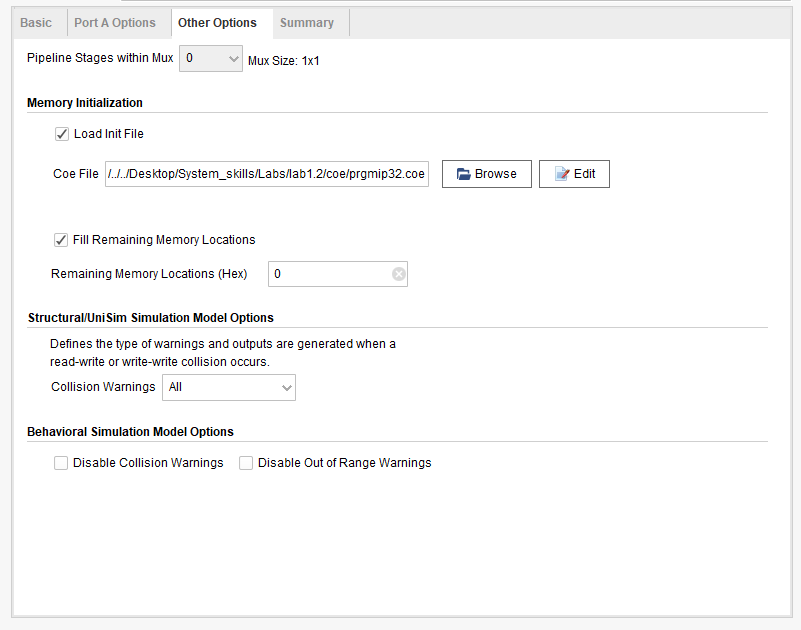 Basic Port A Options Other Options Summary
Pipeline Stages within Mux 0 Mux Size: 1x1
Memory Initialization
Load Init File
Coe File /../../Desktop/System_skills/Labs/lab1.2/coe/prgmip32.coe Browse Edit
Fill Remaining Memory Locations
Remaining Memory Locations (Hex) 0
Structural/UniSim Simulation Model Options
Defines the type of warnings and outputs are generated when a
read-write or write-write collision occurs.
Collision Warnings All
Behavioral Simulation Model Options
Disable Collision Warnings Disable Out of Range Warnings